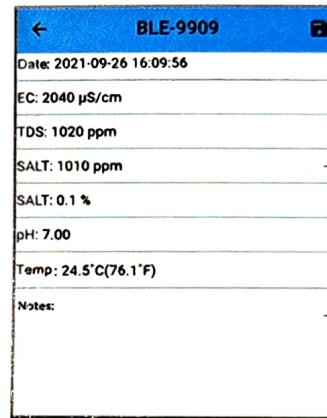 BLE-9909
Date: 2021-09-26 16:09:56
EC: 2040 µS/cm
TDS: 1020 ppm
SALT: 1010 ppm
SALT: 0.1 %
pH: 7.00
Temp: 24.5°C(76.1°F)
Notes: